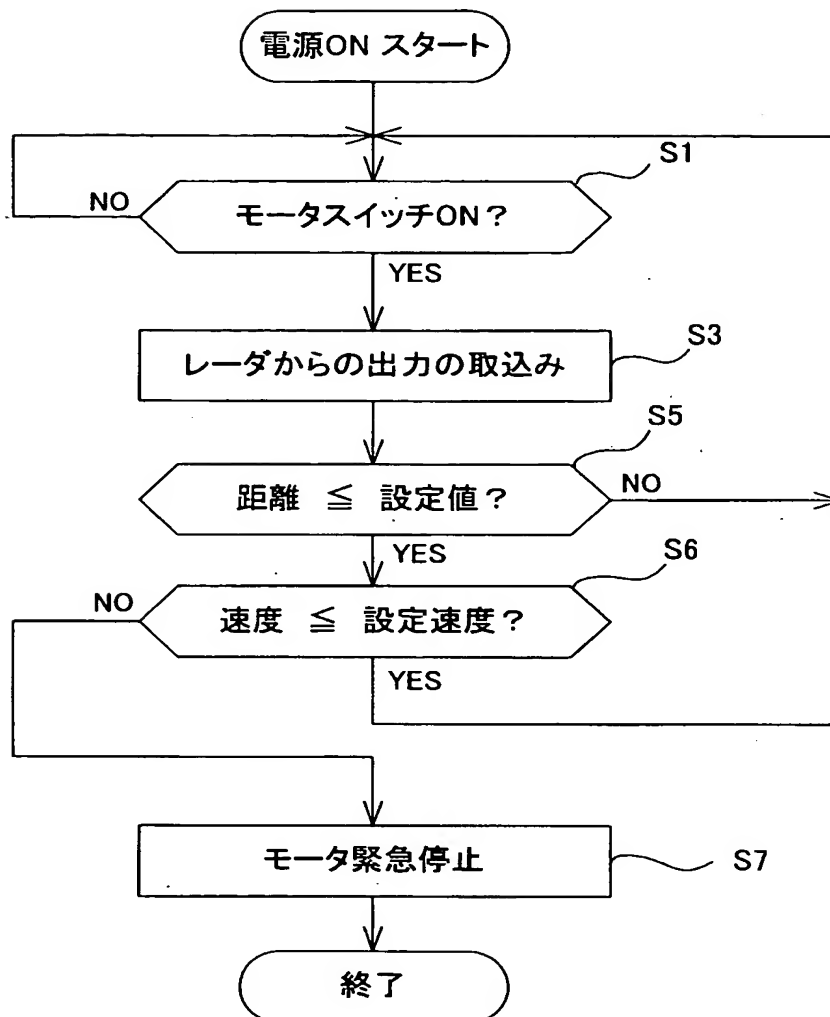 電源ON スタート
S1
NO
モータスイッチON?
YES
S3
レーダからの出力の取込み
S5
距離 ≦ 設定値?
NO
YES
S6
NO
速度 ≦ 設定速度?
YES
モータ緊急停止
S7
終了